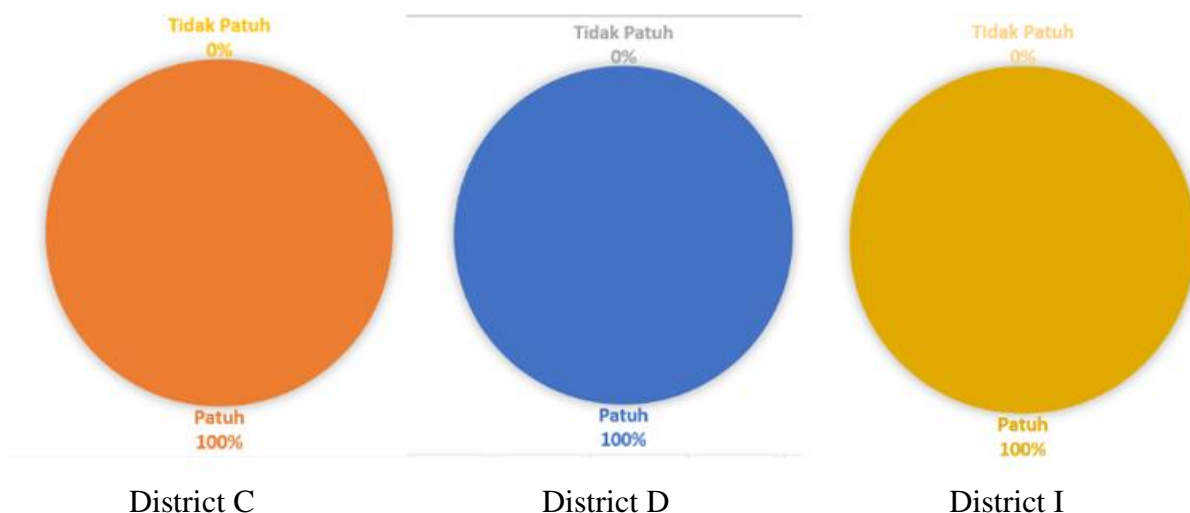 Tidak Patuh
0%
Patuh
100%
District C
Tidak Patuh
0%
Patuh
100%
District D
Tidak Patuh
0%
Patuh
100%
District I